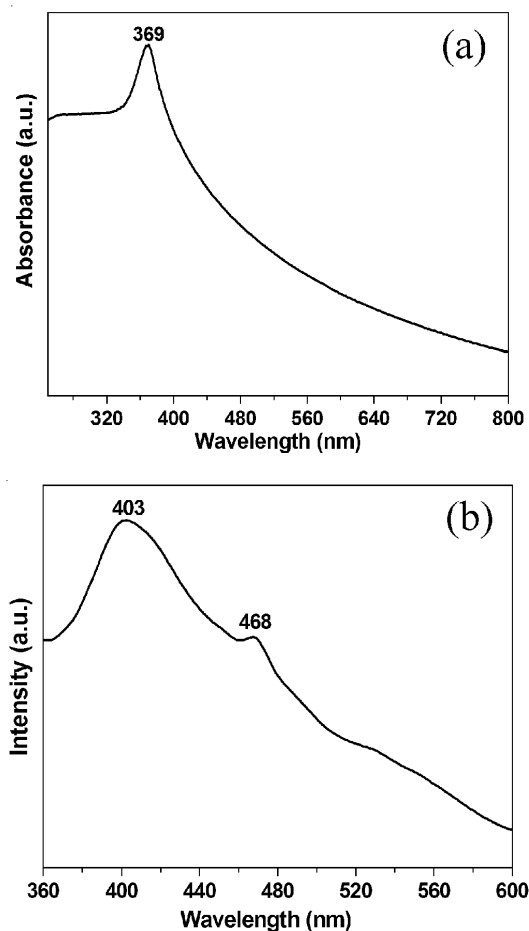 369
(a)
Absorbance (a.u.)
320 400 480 560 640 720 800
Wavelength (nm)
403
(b)
468
Intensity (a.u.)
360 400 440 480 520 560 600
Wavelength (nm)